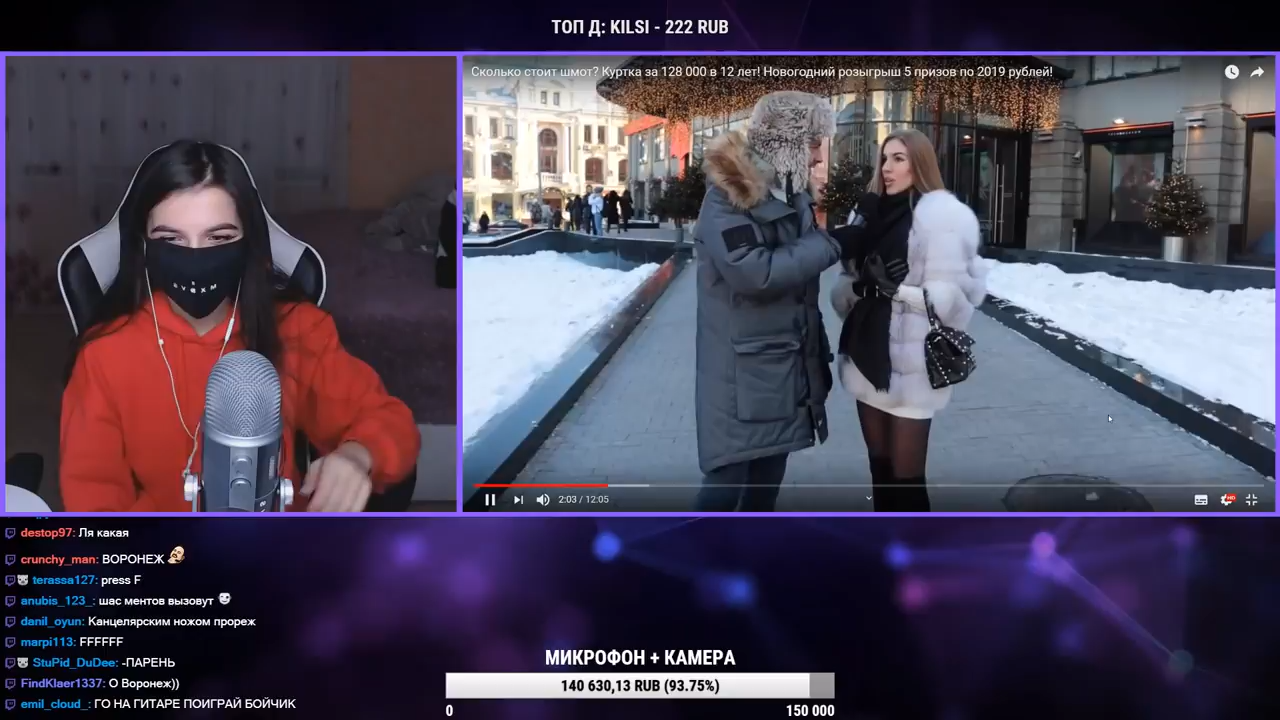 ТОП Д: KILSI - 222 RUB
Сколько стоит шмот? Куртка за 128 000 в 12 лет! Новогодний розыгрыш 5 призов по 2019 рублей!
2:03 / 12:05
HD
destop97: Ля какая
crunchy_man: ВОРОНЕЖ
terassa127: press F
anubis_123_: шас ментов вызовут
danil_oyun: Канцелярским ножом прореж
marpi113: FFFFFF
StuPid_DuDee: -ПАРЕНЬ
FindKlaer1337: О Воронеж))
emil_cloud_: ГО НА ГИТАРЕ ПОИГРАЙ БОЙЧИК
МИКРОФОН + КАМЕРА
140 630,13 RUB (93.75%)
0 150 000